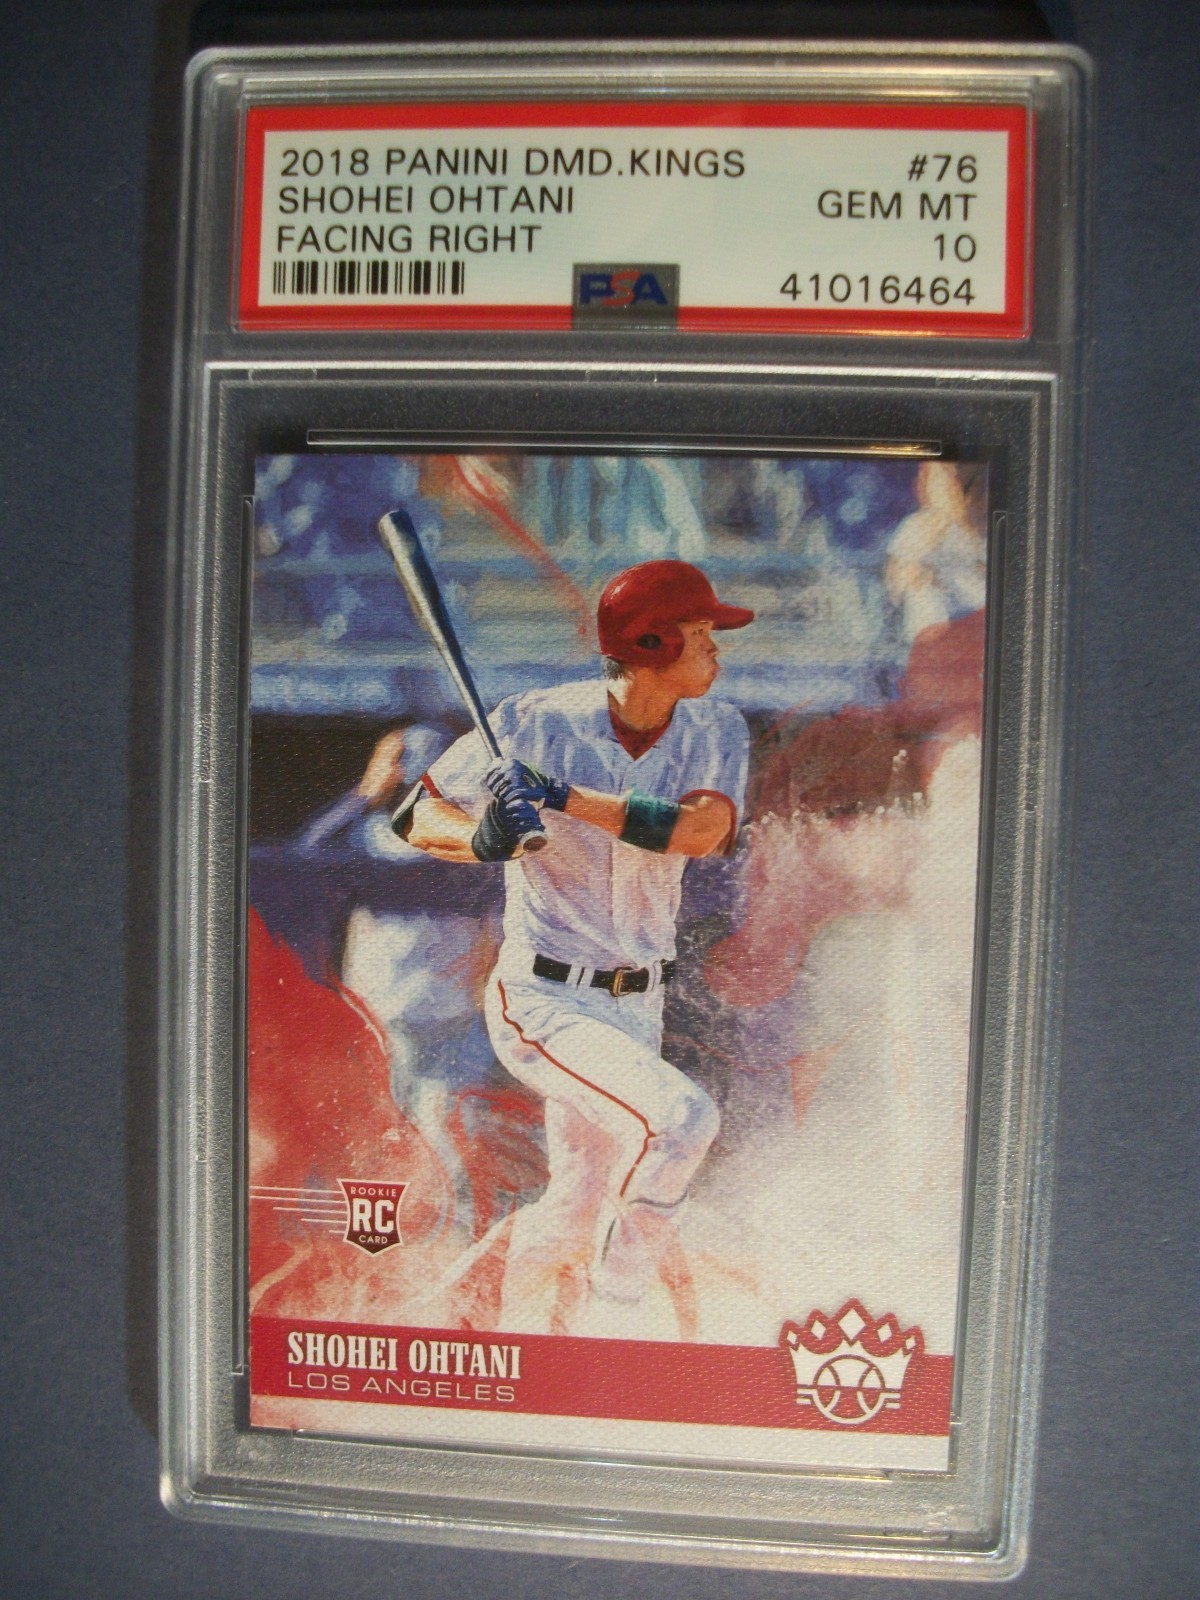 2018 PANINI DMD.KINGS #76
SHOHEI OHTANI GEM MT
FACING RIGHT 10
PSA 41016464
ROOKIE
RC
CARD
SHOHEI OHTANI
LOS ANGELES